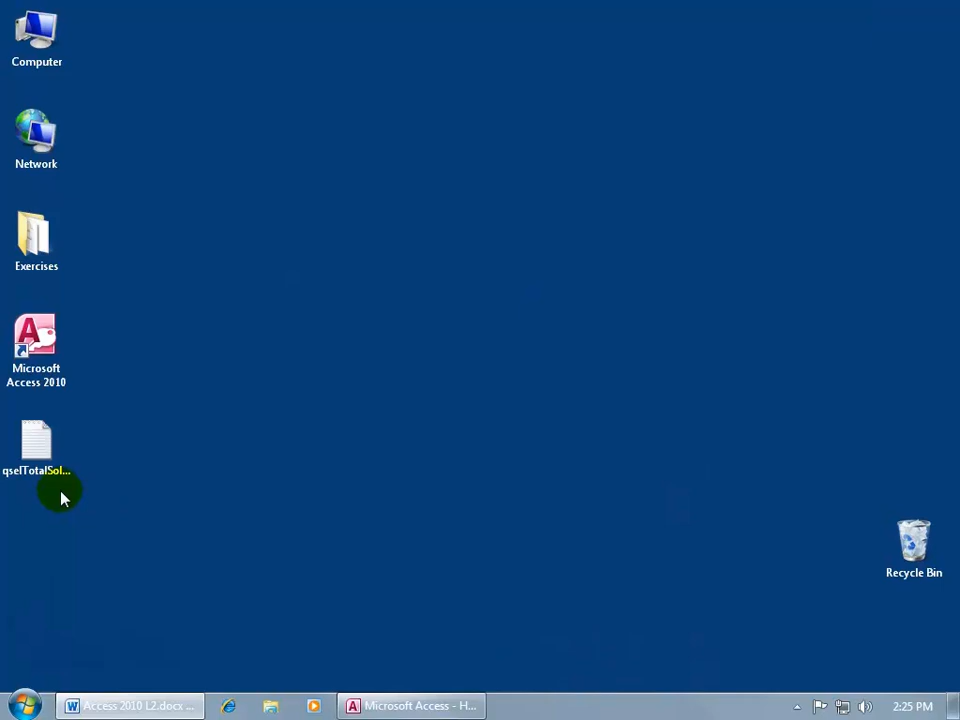 Computer
Network
Exercises
Microsoft
Access 2010
qselTotalSol...
Recycle Bin
Access 2010 L2.docx ...
Microsoft Access - H...
2:25 PM